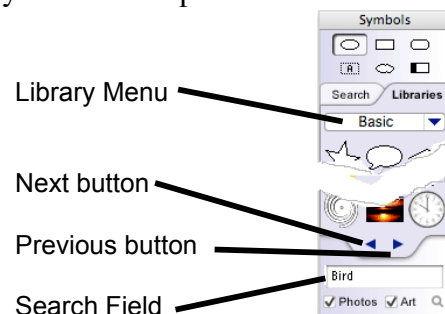 Symbols
A
Search Libraries
Library Menu
Basic
Next button
Previous button
Bird
Search Field
Photos Art